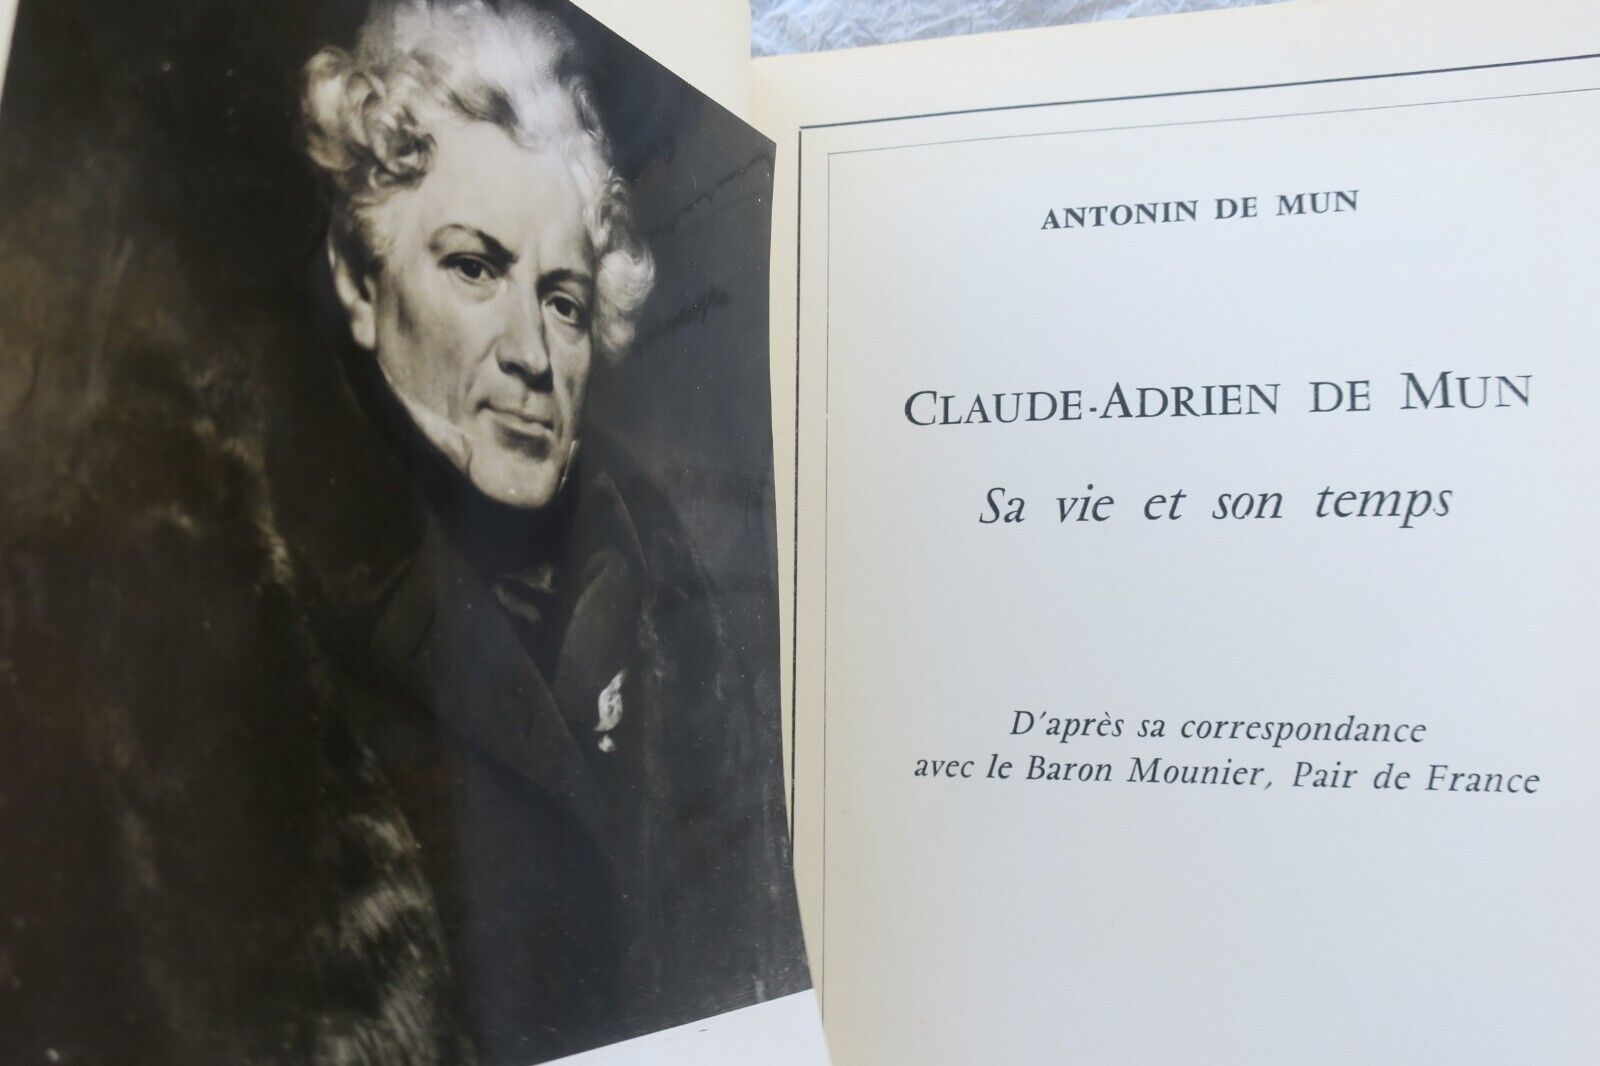 ANTONIN DE MUN
CLAUDE-ADRIEN DE MUN
Sa vie et son temps
D'après sa correspondance
avec le Baron Mounier, Pair de France